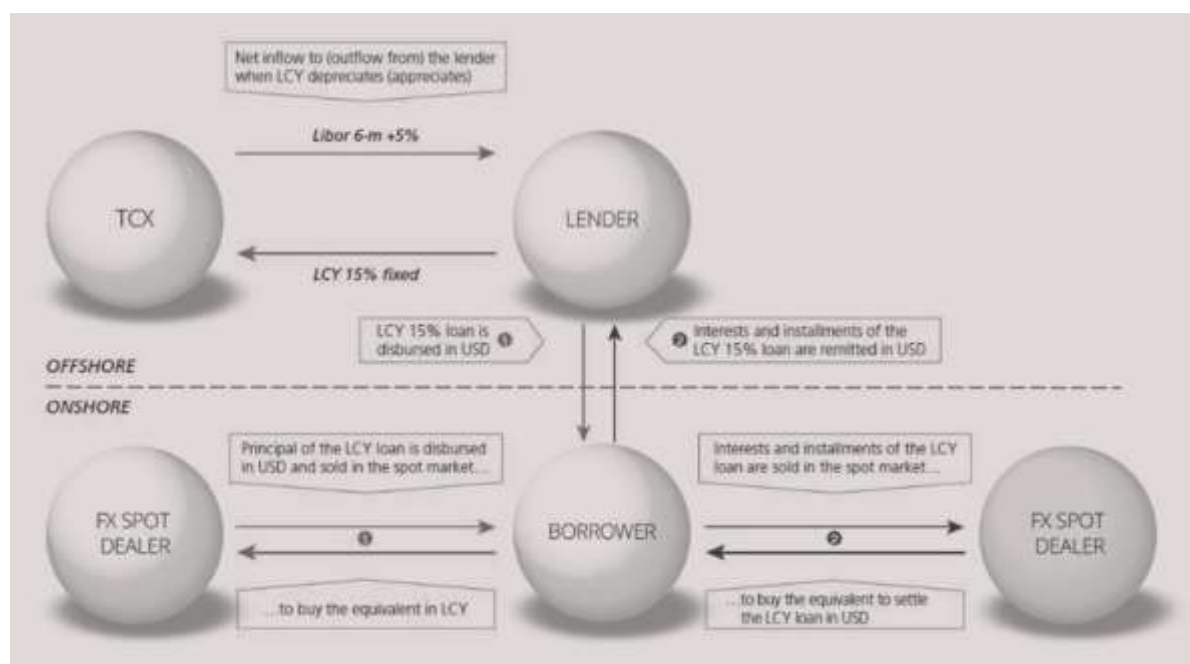 Net inflow to (outflow from) the lender
when LCY depreciates (appreciates)
Libor 6-m +5%
TCX
LENDER
LCY 15% fixed
LCY 15% loan is
disbursed in USD ❶
❷ Interests and installments of the
LCY 15% loan are remitted in USD
OFFSHORE
ONSHORE
Principal of the LCY loan is disbursed
in USD and sold in the spot market....
Interests and installments of the LCY
loan are sold in the spot market....
FX SPOT
DEALER
❶
BORROWER
❷
FX SPOT
DEALER
....to buy the equivalent in LCY
....to buy the equivalent to settle
the LCY loan in USD